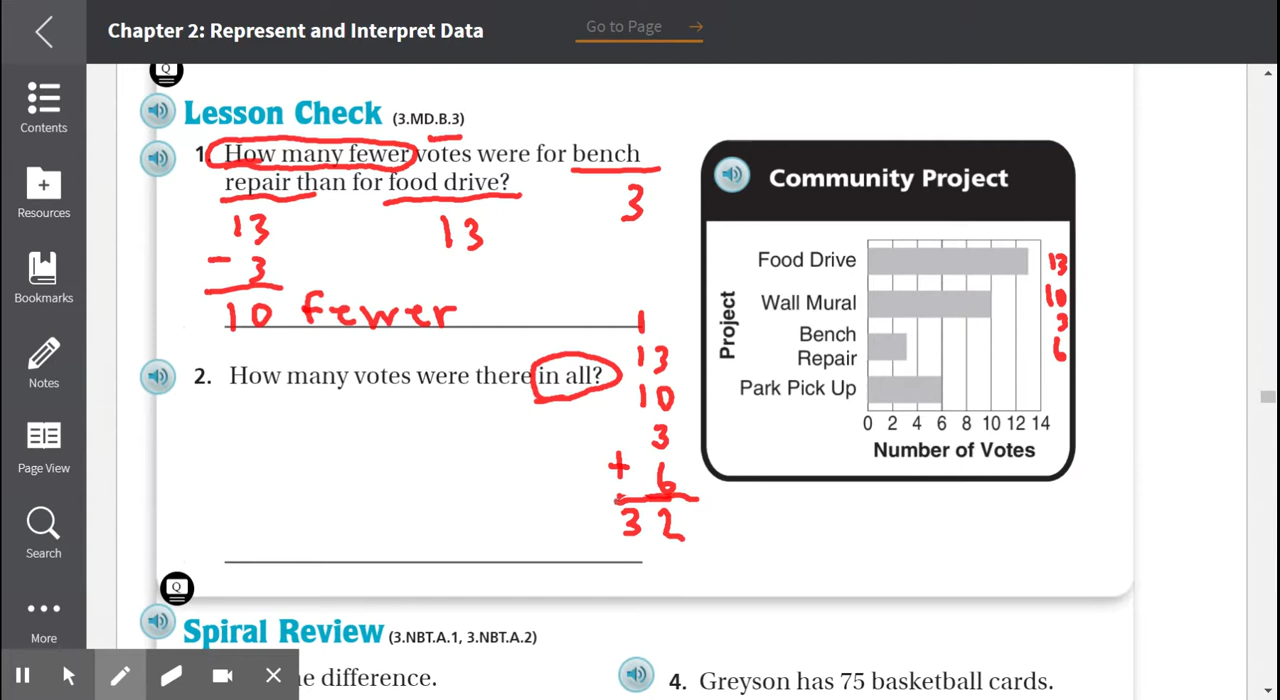 Chapter 2: Represent and Interpret Data
Go to Page →
Contents
Resources
Bookmarks
Notes
Page View
Search
More
Q
Lesson Check (3.MD.B.3)
1. How many fewer votes were for bench
repair than for food drive?
3
13
13
- 3
10 fewer
2. How many votes were there in all?
1
13
10
3
+ 6
32
Community Project
Project
Food Drive
13
Wall Mural
10
Bench
Repair
3
Park Pick Up
6
0 2 4 6 8 10 12 14
Number of Votes
Q
Spiral Review (3.NBT.A.1, 3.NBT.A.2)
e difference.
4. Greyson has 75 basketball cards.